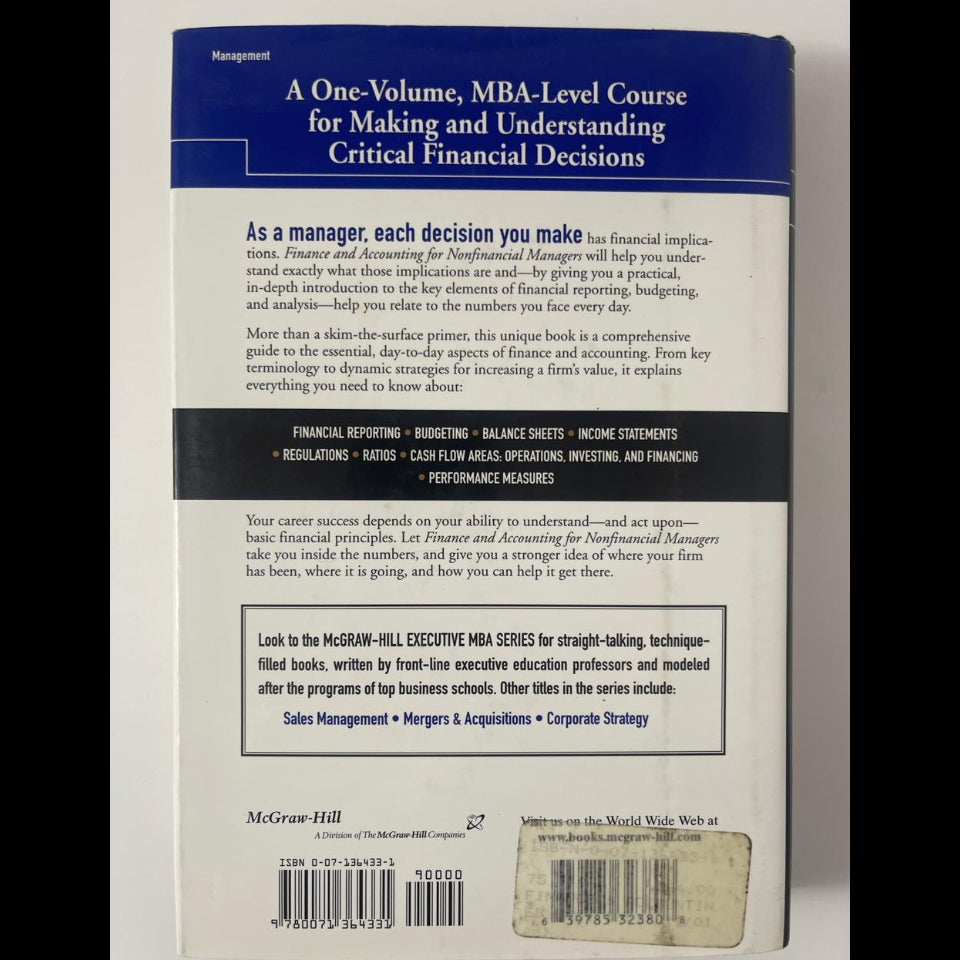 Management
A One-Volume, MBA-Level Course
for Making and Understanding
Critical Financial Decisions
As a manager, each decision you make has financial implica-
tions. Finance and Accounting for Nonfinancial Managers will help you under-
stand exactly what those implications are and—by giving you a practical,
in-depth introduction to the key elements of financial reporting, budgeting,
and analysis—help you relate to the numbers you face every day.
More than a skim-the-surface primer, this unique book is a comprehensive
guide to the essential, day-to-day aspects of finance and accounting. From key
terminology to dynamic strategies for increasing a firm's value, it explains
everything you need to know about:
FINANCIAL REPORTING • BUDGETING • BALANCE SHEETS • INCOME STATEMENTS
• REGULATIONS • RATIOS • CASH FLOW AREAS: OPERATIONS, INVESTING, AND FINANCING
• PERFORMANCE MEASURES
Your career success depends on your ability to understand—and act upon—
basic financial principles. Let Finance and Accounting for Nonfinancial Managers
take you inside the numbers, and give you a stronger idea of where your firm
has been, where it is going, and how you can help it get there.
Look to the McGRAW-HILL EXECUTIVE MBA SERIES for straight-talking, technique-
filled books, written by front-line executive education professors and modeled
after the programs of top business schools. Other titles in the series include:
Sales Management • Mergers & Acquisitions • Corporate Strategy
McGraw-Hill
A Division of The McGraw-Hill Companies
Visit us on the World Wide Web at
www.books.mcgraw-hill.com
ISBN 0-07-136433-1
90000
9 780071 364331
75
6 39785 32380 8